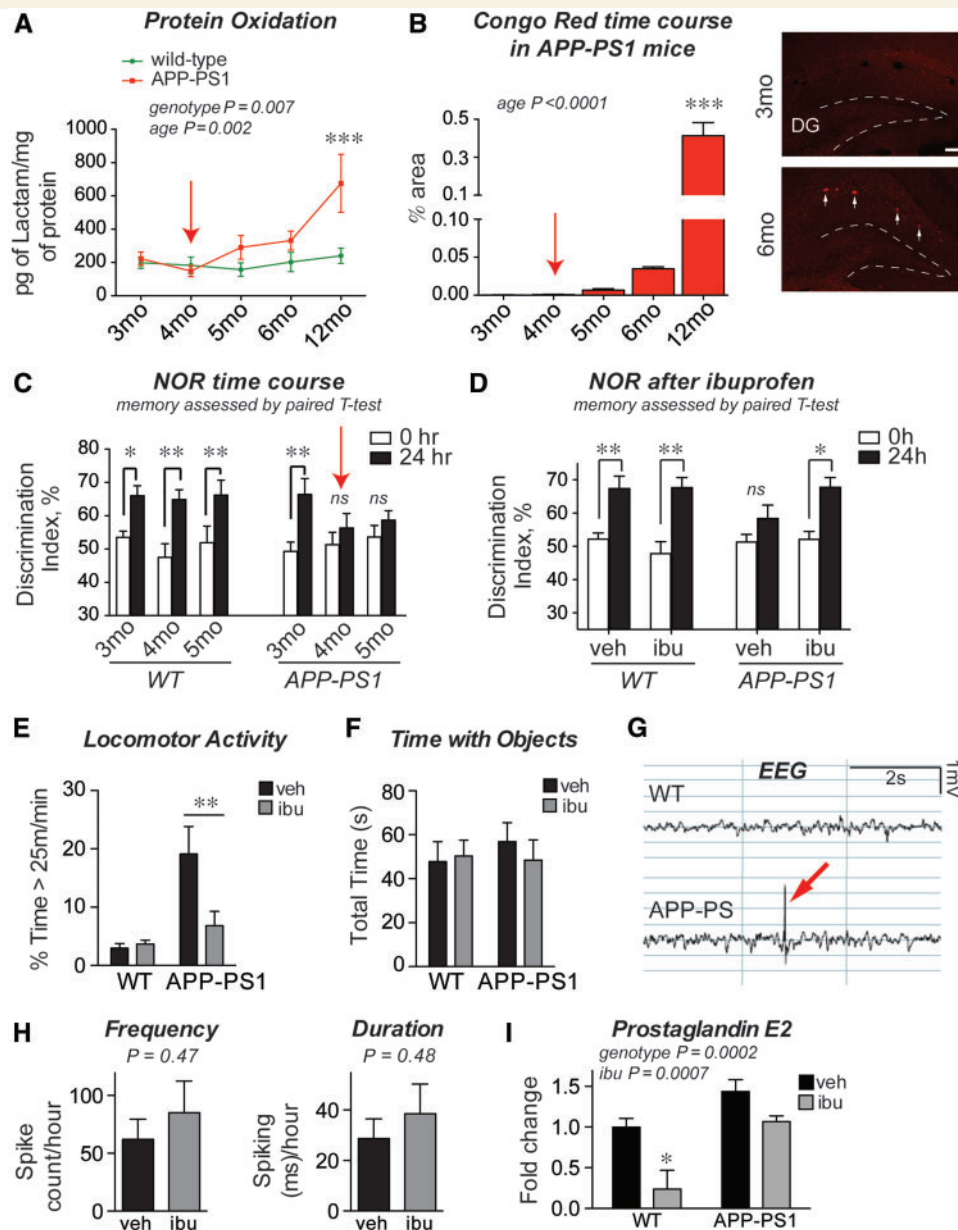 A
Protein Oxidation
wild-type
APP-PS1
genotype P = 0.007
age P = 0.002
***
pg of Lactam/mg
of protein
1000
800
600
400
200
0
3mo
4mo
5mo
6mo
12mo
B
Congo Red time course
in APP-PS1 mice
age P <0.0001
***
% area
0.5
0.3
0.1
0.10
0.05
0.00
3mo
4mo
5mo
6mo
12mo
3mo
DG
6mo
C
NOR time course
memory assessed by paired T-test
0 hr
24 hr
* ** ** ** ns ns
Discrimination
Index, %
80
70
60
50
40
30
3mo
4mo
5mo
3mo
4mo
5mo
WT
APP-PS1
D
NOR after ibuprofen
memory assessed by paired T-test
0h
24h
** ** ns *
Discrimination
Index, %
80
70
60
50
40
30
veh ibu veh ibu
WT
APP-PS1
E
Locomotor Activity
veh
ibu
**
% Time > 25m/min
30
20
10
0
WT APP-PS1
F
Time with Objects
veh
ibu
Total Time (s)
80
60
40
20
0
WT APP-PS1
G
EEG
2s
1mV
WT
APP-PS
H
Frequency
P = 0.47
Spike
count/hour
100
50
0
veh ibu
Duration
P = 0.48
Spiking
(ms)/hour
40
20
0
veh ibu
I
Prostaglandin E2
genotype P = 0.0002
ibu P = 0.0007
veh
ibu
*
Fold change
1.5
1.0
0.5
0.0
WT APP-PS1